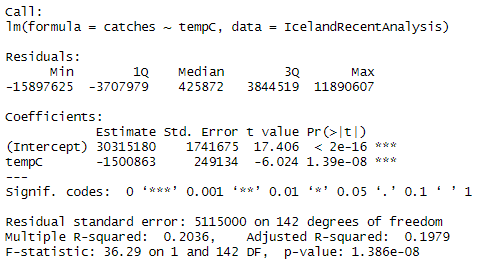 Call:
lm(formula = catches ~ tempC, data = IcelandRecentAnalysis)
Residuals:
Min 1Q Median 3Q Max
-15897625 -3707979 425872 3844519 11890607
Coefficients:
Estimate Std. Error t value Pr(>|t|)
(Intercept) 30315180 1741675 17.406 < 2e-16 ***
tempC -1500863 249134 -6.024 1.39e-08 ***
---
Signif. codes: 0 ‘***’ 0.001 ‘**’ 0.01 ‘*’ 0.05 ‘.’ 0.1 ‘ ’ 1
Residual standard error: 5115000 on 142 degrees of freedom
Multiple R-squared: 0.2036, Adjusted R-squared: 0.1979
F-statistic: 36.29 on 1 and 142 DF, p-value: 1.386e-08